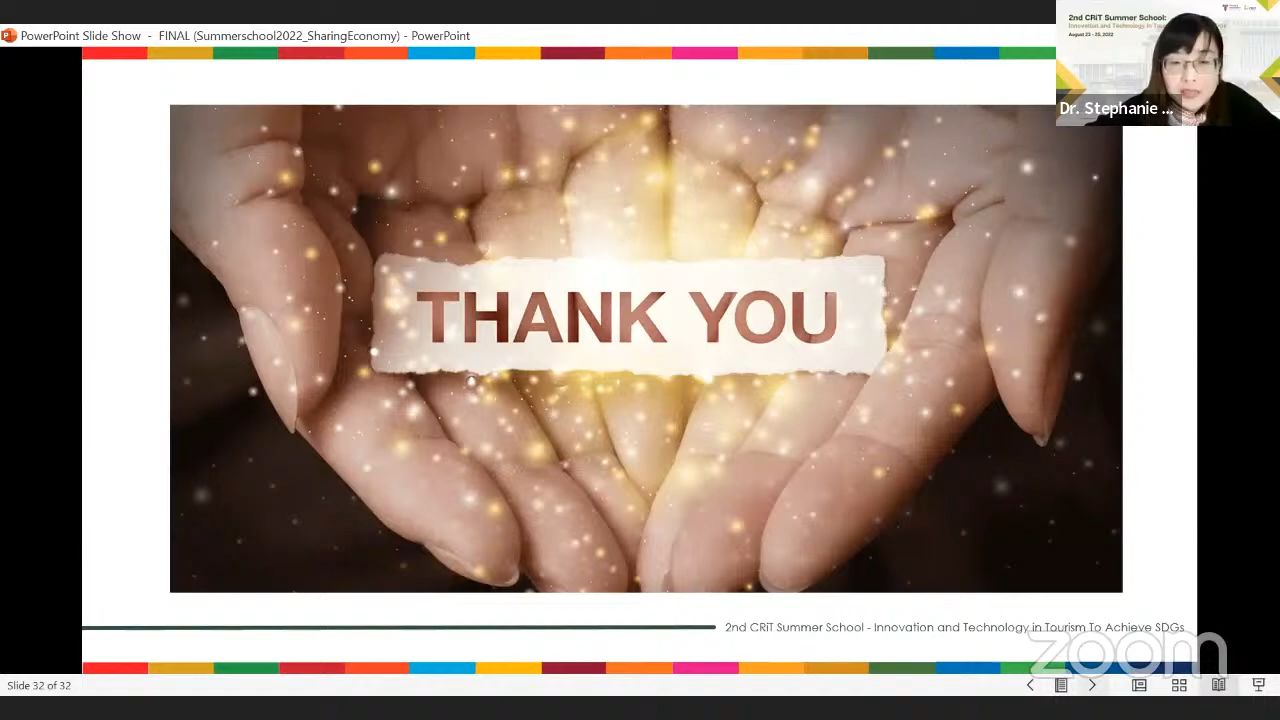 PowerPoint Slide Show - FINAL (Summerschool2022_SharingEconomy) - PowerPoint
2nd CRiT Summer School:
Innovation and Technology in
August 23 - 25, 2022
Dr. Stephanie ...
THANK YOU
2nd CRiT Summer School - Innovation and Technology in Tourism To Achieve SDGs
zoom
Slide 32 of 32